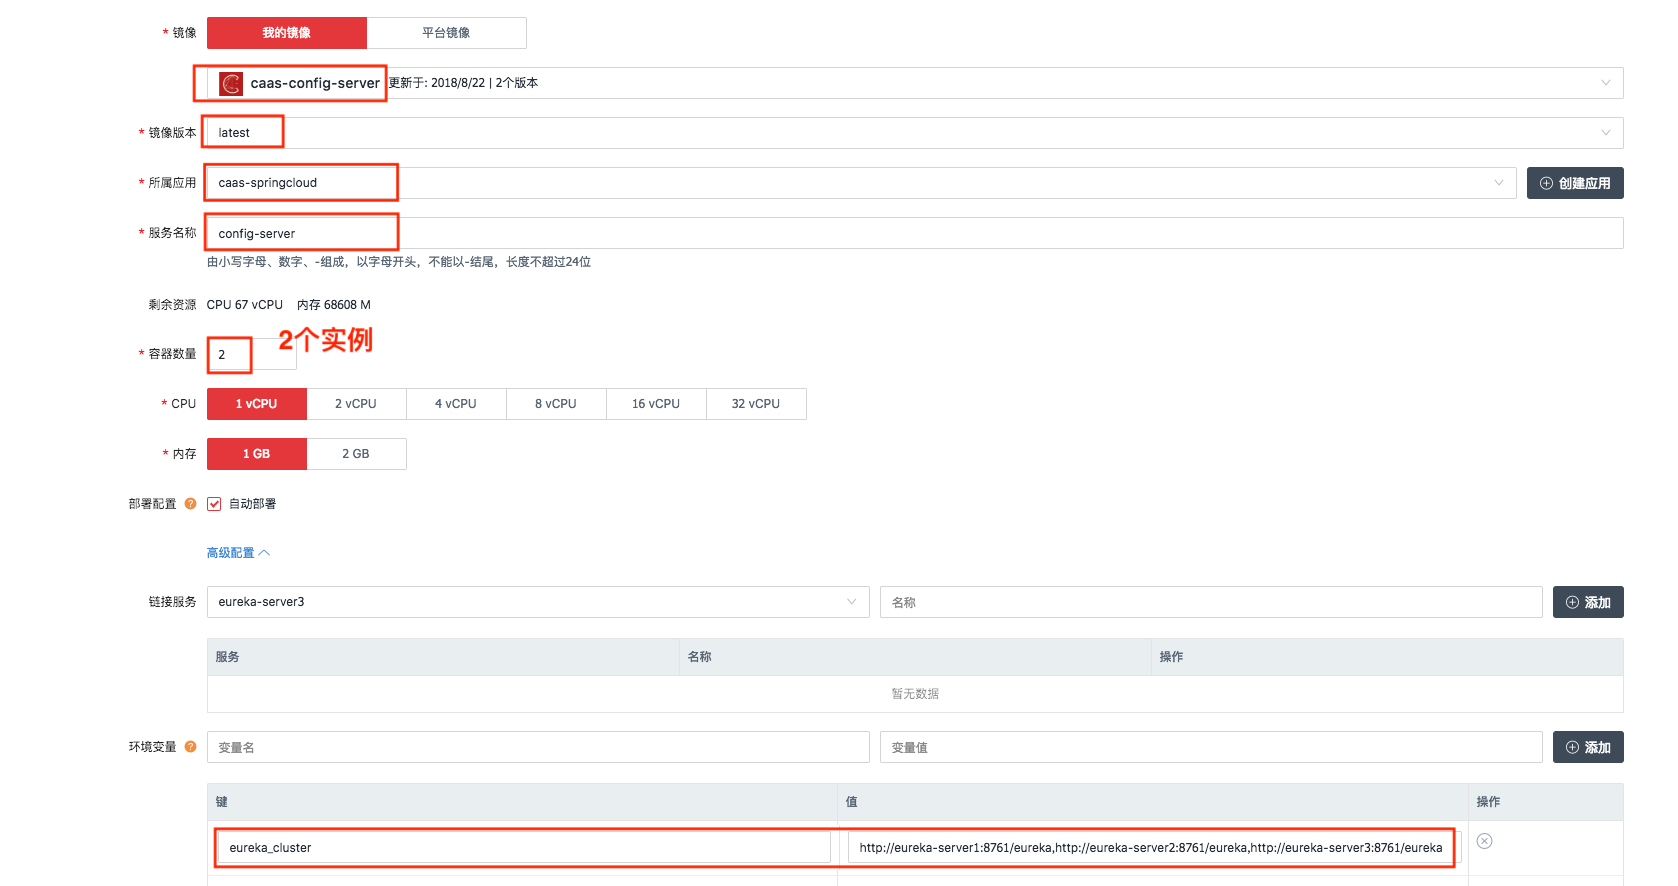 * 镜像 我的镜像 平台镜像
caas-config-server 更新于: 2018/8/22 | 2个版本
* 镜像版本 latest
* 所属应用 caas-springcloud 创建应用
* 服务名称 config-server
由小写字母、数字、-组成，以字母开头，不能以-结尾，长度不超过24位
剩余资源 CPU 67 vCPU 内存 68608 M
2个实例
* 容器数量 2
* CPU 1 vCPU 2 vCPU 4 vCPU 8 vCPU 16 vCPU 32 vCPU
* 内存 1 GB 2 GB
部署配置 ? 自动部署
高级配置
链接服务 eureka-server3 名称 添加
服务 名称 操作
暂无数据
环境变量 ? 变量名 变量值 添加
键 值 操作
eureka_cluster http://eureka-server1:8761/eureka,http://eureka-server2:8761/eureka,http://eureka-server3:8761/eureka